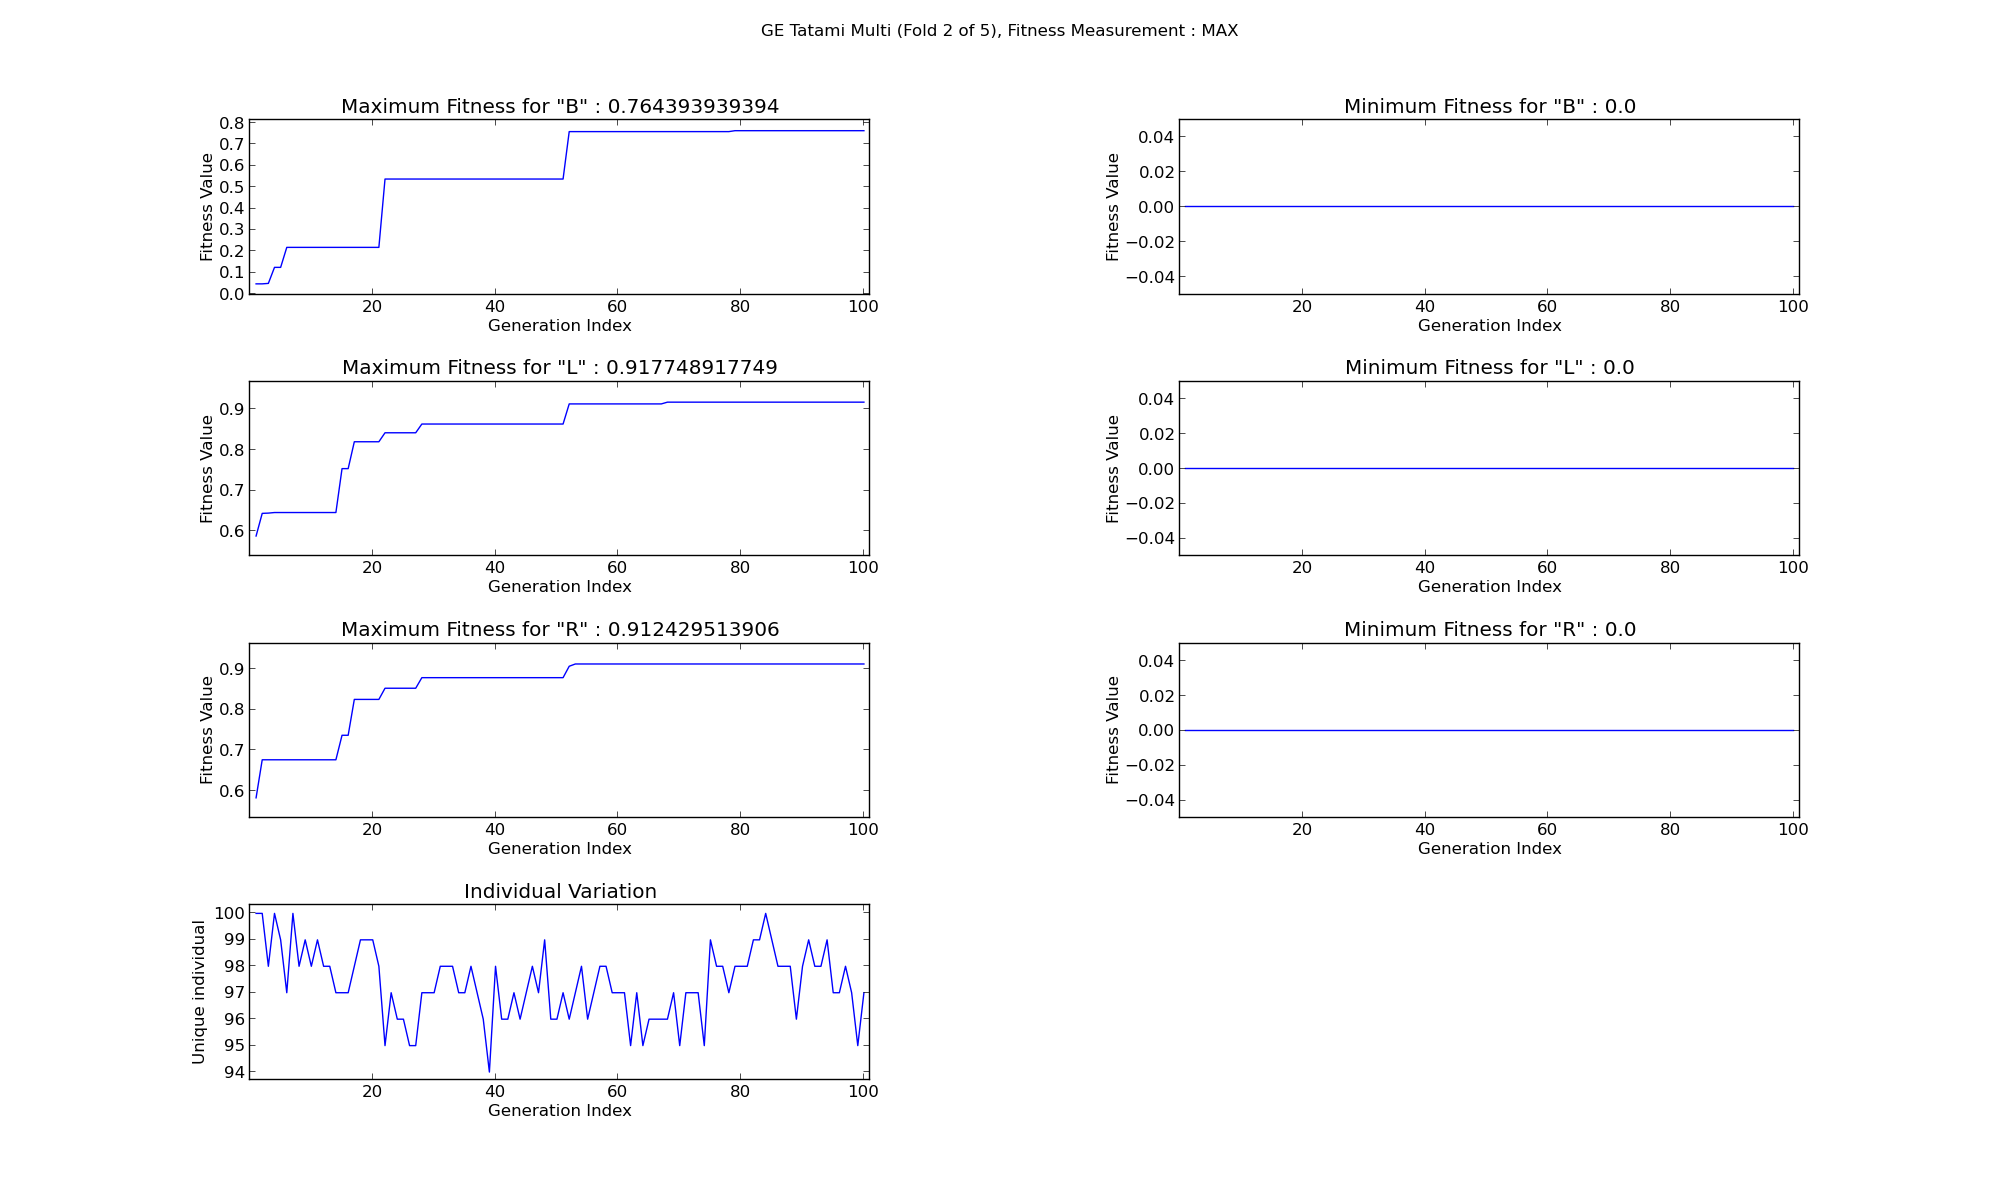 GE Tatami Multi (Fold 2 of 5), Fitness Measurement : MAX
Maximum Fitness for "B" : 0.764393939394
0.8
0.7
0.6
0.5
0.4
0.3
0.2
0.1
0.0
Fitness Value
20 40 60 80 100
Generation Index
Minimum Fitness for "B" : 0.0
0.04
0.02
0.00
−0.02
−0.04
Fitness Value
20 40 60 80 100
Generation Index
Maximum Fitness for "L" : 0.917748917749
0.9
0.8
0.7
0.6
Fitness Value
20 40 60 80 100
Generation Index
Minimum Fitness for "L" : 0.0
0.04
0.02
0.00
−0.02
−0.04
Fitness Value
20 40 60 80 100
Generation Index
Maximum Fitness for "R" : 0.912429513906
0.9
0.8
0.7
0.6
Fitness Value
20 40 60 80 100
Generation Index
Minimum Fitness for "R" : 0.0
0.04
0.02
0.00
−0.02
−0.04
Fitness Value
20 40 60 80 100
Generation Index
Individual Variation
100
99
98
97
96
95
94
Unique individual
20 40 60 80 100
Generation Index